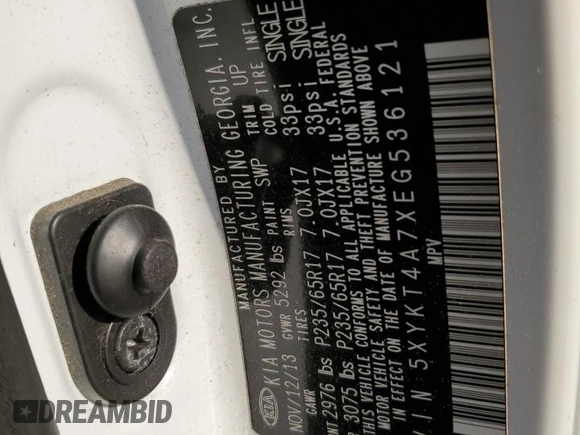 MANUFACTURED BY
KIA MOTORS MANUFACTURING GEORGIA, INC.
KIA
NOV/12/13 GVWR 5292 lbs PAINT SWP TRIM UP
GAWR TIRES RIMS COLD TIRE INFL
NT 2976 lbs P235/65R17 7.0JX17 33psi SINGLE
3075 lbs P235/65R17 7.0JX17 33psi SINGLE
THIS VEHICLE CONFORMS TO ALL APPLICABLE U.S.A. FEDERAL
MOTOR VEHICLE SAFETY AND THEFT PREVENTION STANDARDS
IN EFFECT ON THE DATE OF MANUFACTURE SHOWN ABOVE
VIN 5XYKT4A7XEG536121
MPV
DREAMBID